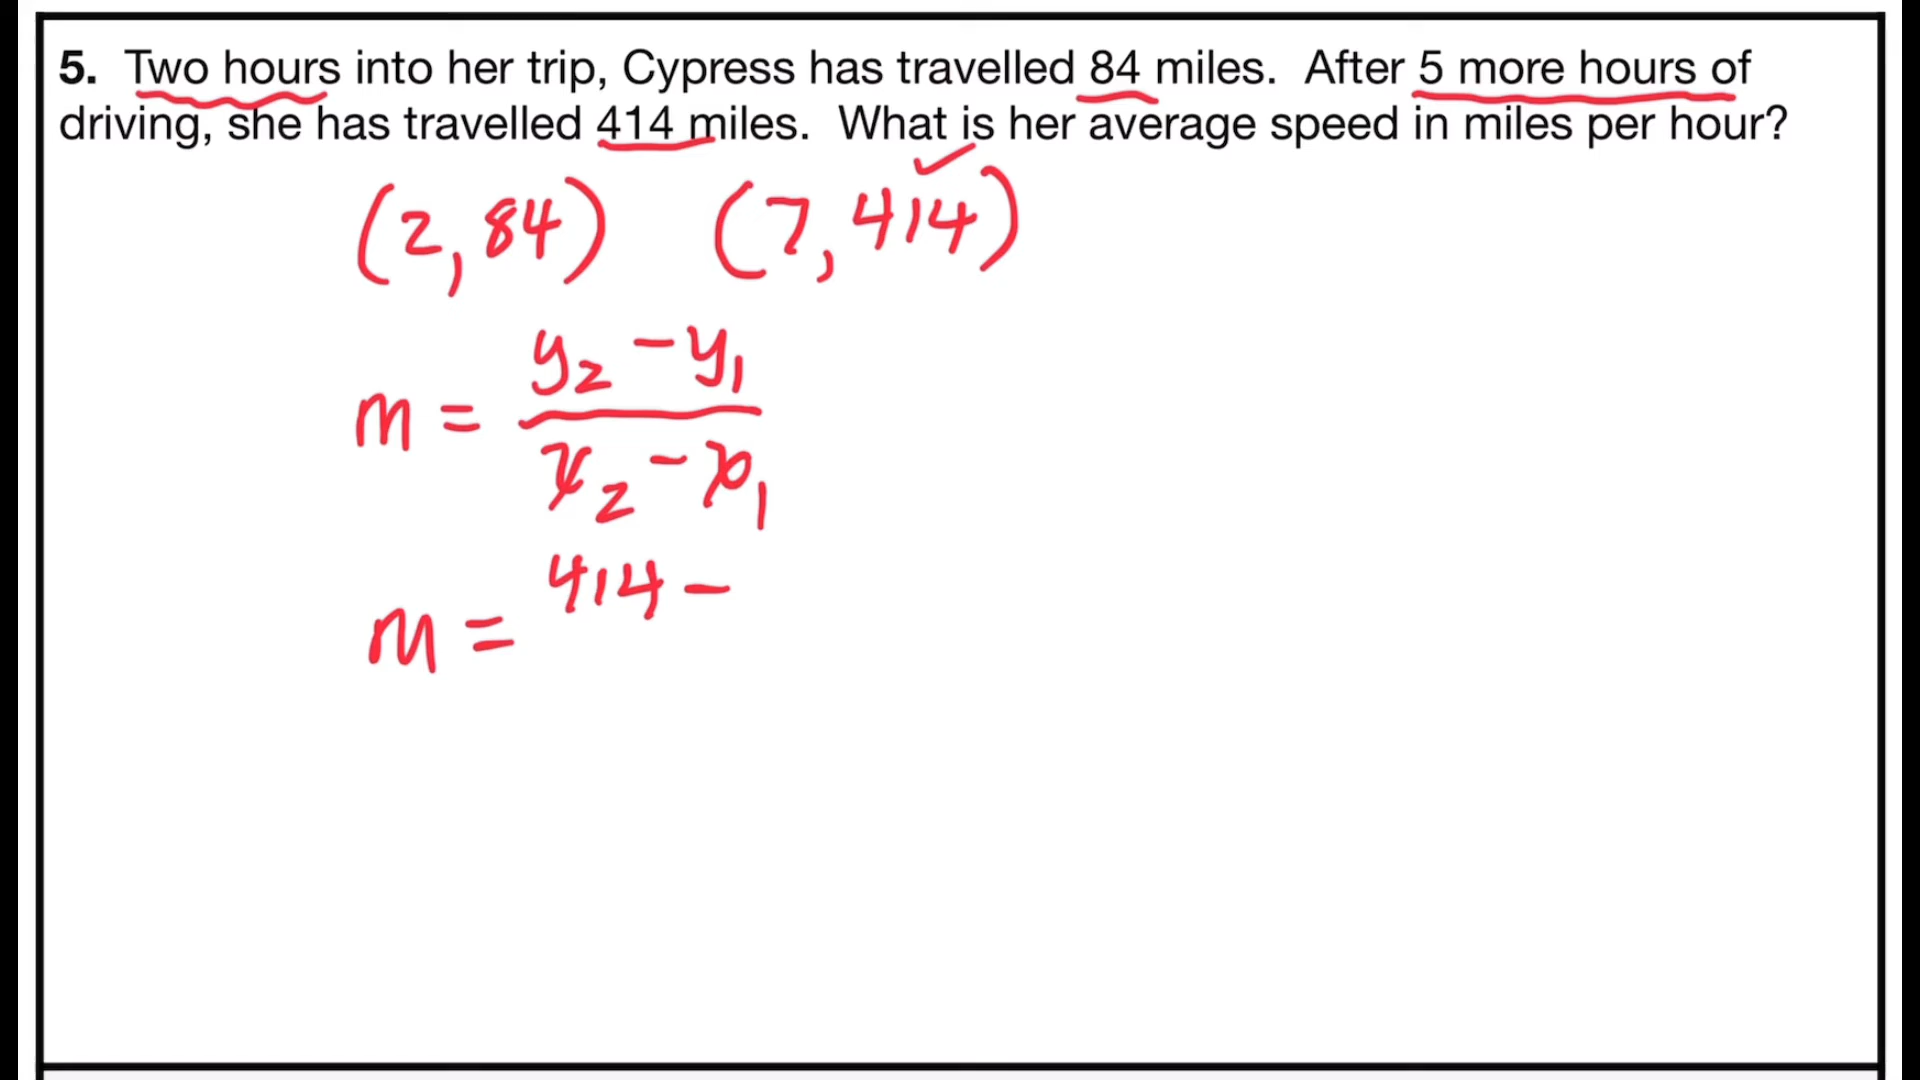 5. Two hours into her trip, Cypress has travelled 84 miles. After 5 more hours of
driving, she has travelled 414 miles. What is her average speed in miles per hour?
(2, 84) (7, 414)
m = y₂ - y₁
x₂ - x₁
m = 414 -